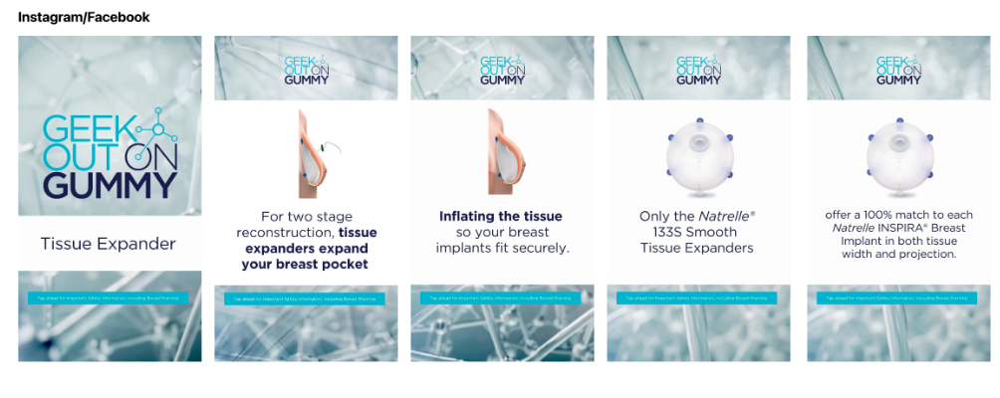 Instagram/Facebook
GEEK
OUT ON
GUMMY
Tissue Expander
Tap ahead for Important Safety Information, including Boxed Warning.
GEEK
OUT ON
GUMMY
For two stage
reconstruction, tissue
expanders expand
your breast pocket
Tap ahead for Important Safety Information, including Boxed Warning.
GEEK
OUT ON
GUMMY
Inflating the tissue
so your breast
implants fit securely.
Tap ahead for Important Safety Information, including Boxed Warning.
GEEK
OUT ON
GUMMY
Only the Natrelle®
133S Smooth
Tissue Expanders
Tap ahead for Important Safety Information, including Boxed Warning.
GEEK
OUT ON
GUMMY
offer a 100% match to each
Natrelle INSPIRA® Breast
Implant in both tissue
width and projection.
Tap ahead for Important Safety Information, including Boxed Warning.